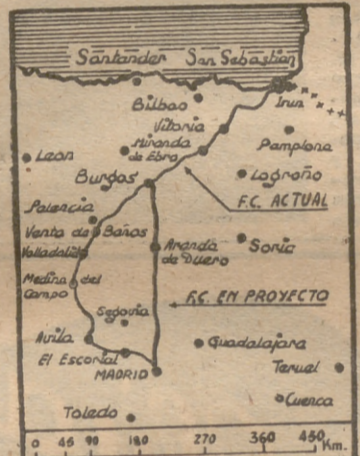 Santander San Sebastian
Bilbao
Irun
Vitoria
Miranda
de Ebro
Pamplona
Leon
Logroño
Burgos
F.C. ACTUAL
Palencia
Venta de Baños
Valladolid
Aranda
de Duero
Soria
Medina del
Campo
Segovia
F.C. EN PROYECTO
Avila
Guadalajara
El Escorial
MADRID
Teruel
Cuenca
Toledo
0 45 90 180 270 360 450 Km.